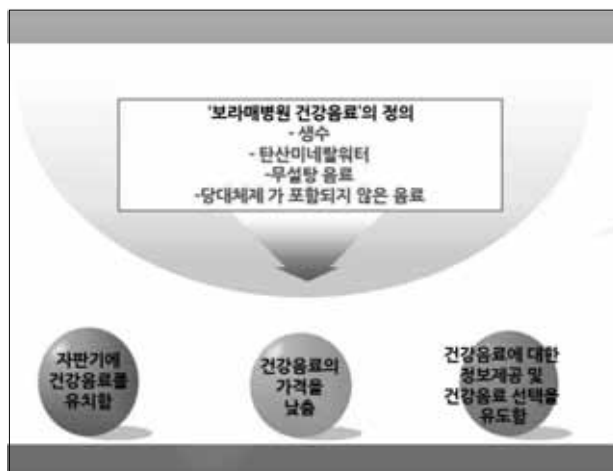 '보라매병원 건강음료'의 정의
- 생수
- 탄산미네랄워터
-무설탕 음료
-당대체제 가 포함되지 않은 음료
자판기에
건강음료를
유치함
건강음료의
가격을
낮춤
건강음료에 대한
정보제공 및
건강음료 선택을
유도함